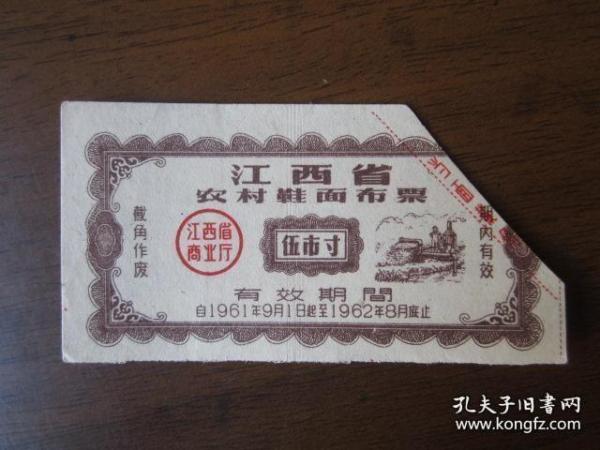 江西省
农村鞋面布票
截角作废
江西省
商业厅
伍市寸
内有效
有效期间
自1961年9月1日起至1962年8月底止
孔夫子旧书网
www.kongfz.com